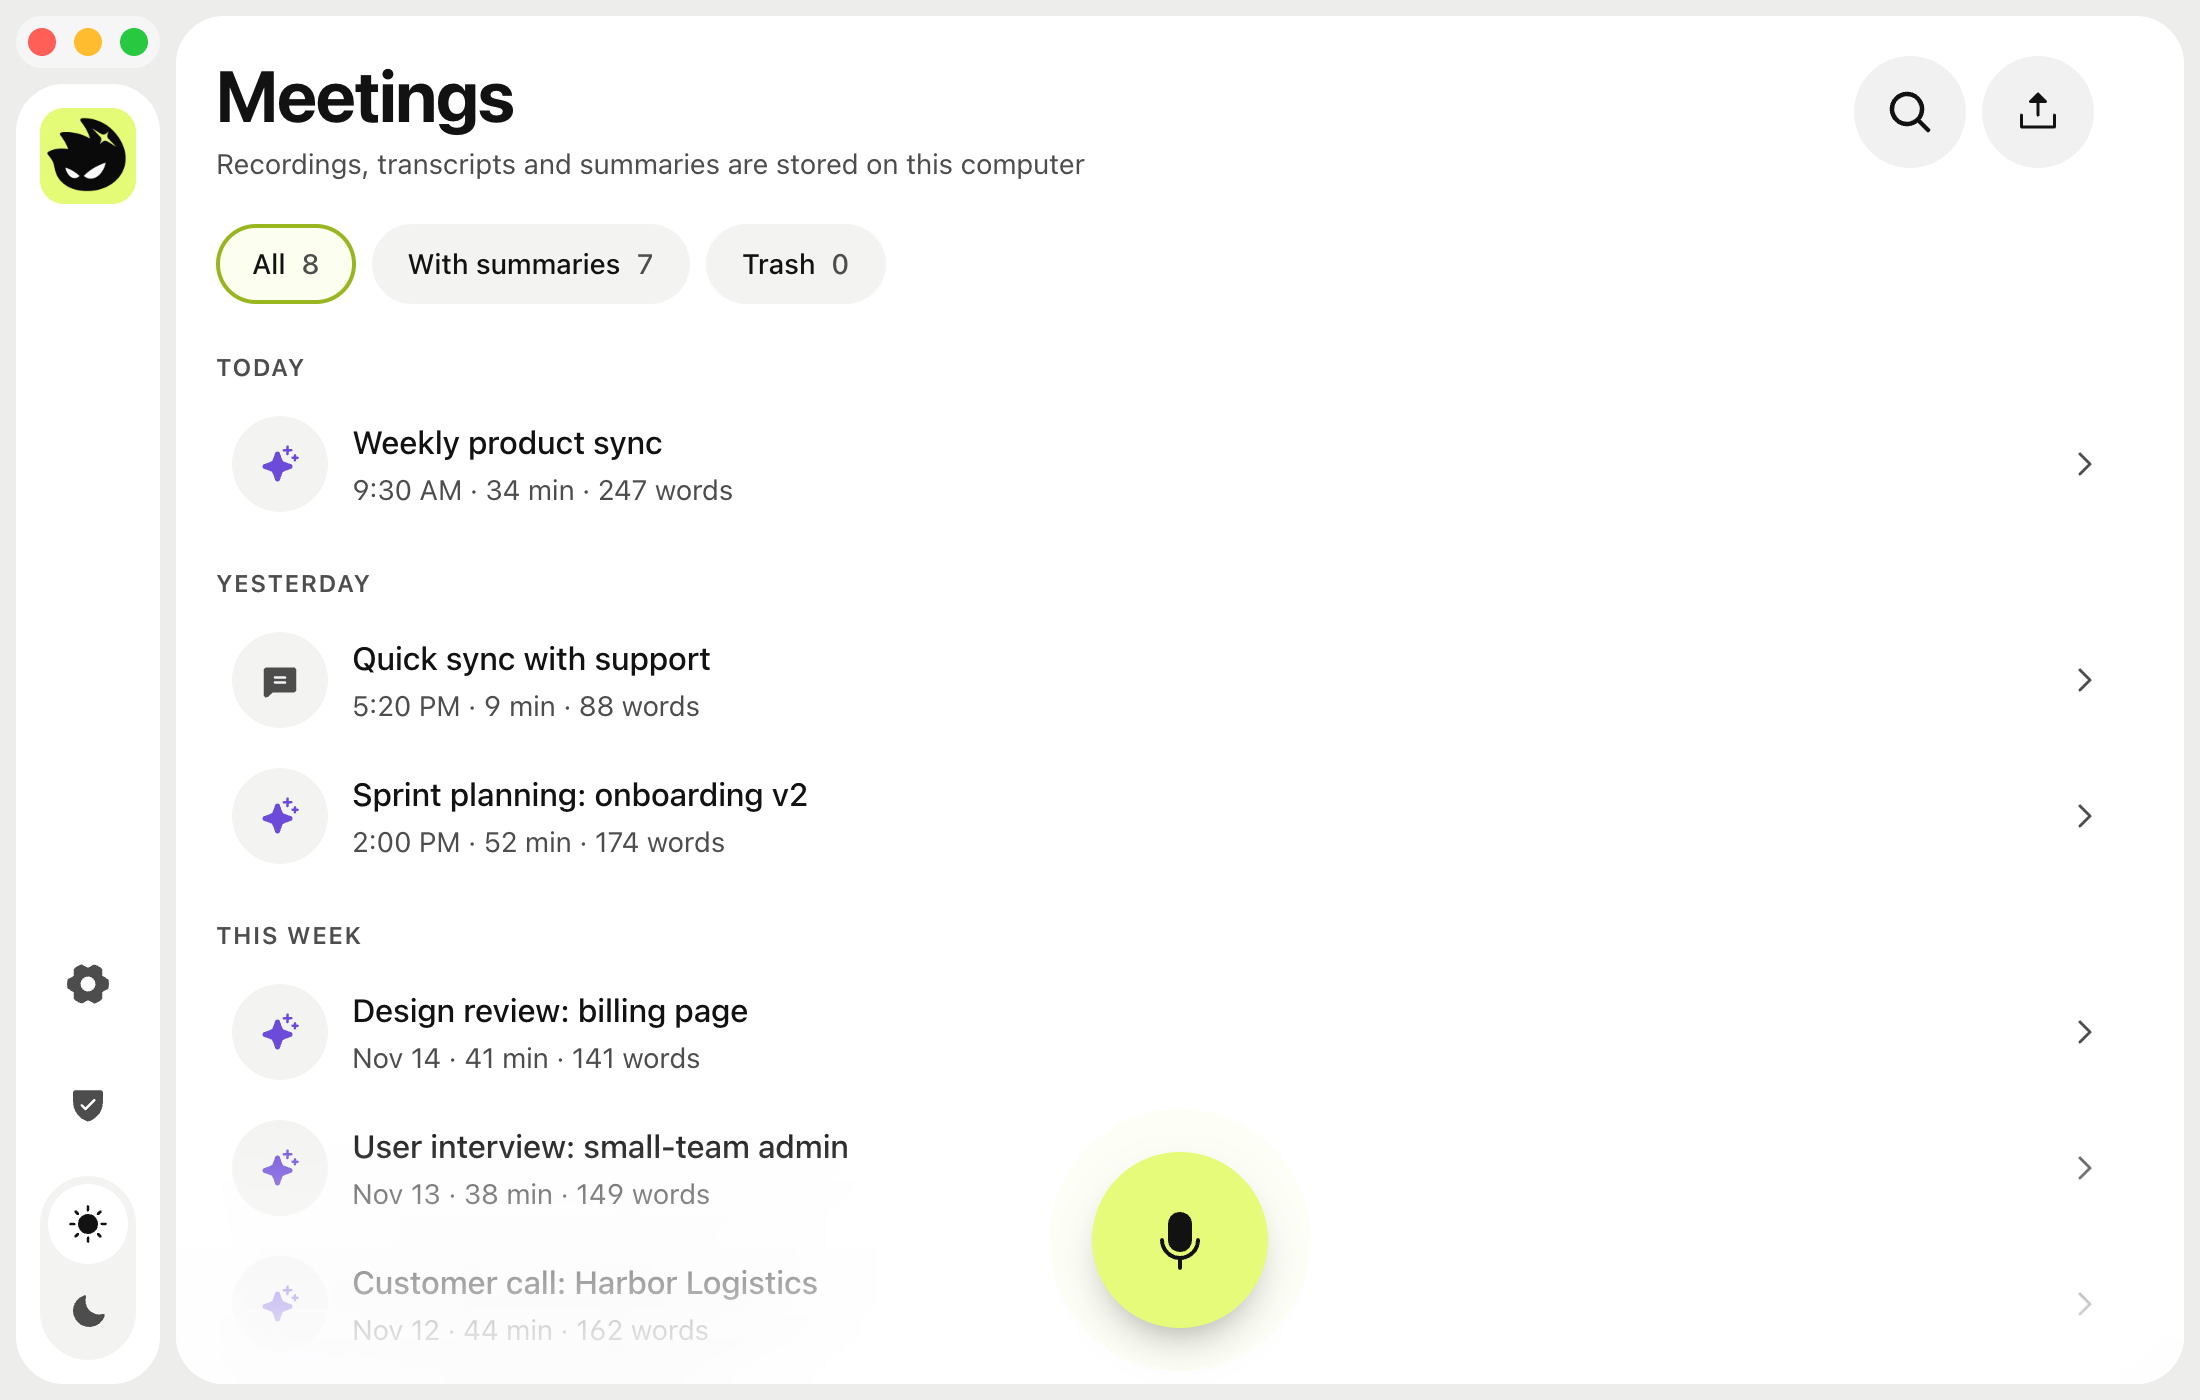 Meetings
Recordings, transcripts and summaries are stored on this computer
All 8
With summaries 7
Trash 0
TODAY
Weekly product sync
9:30 AM · 34 min · 247 words
YESTERDAY
Quick sync with support
5:20 PM · 9 min · 88 words
Sprint planning: onboarding v2
2:00 PM · 52 min · 174 words
THIS WEEK
Design review: billing page
Nov 14 · 41 min · 141 words
User interview: small-team admin
Nov 13 · 38 min · 149 words
Customer call: Harbor Logistics
Nov 12 · 44 min · 162 words